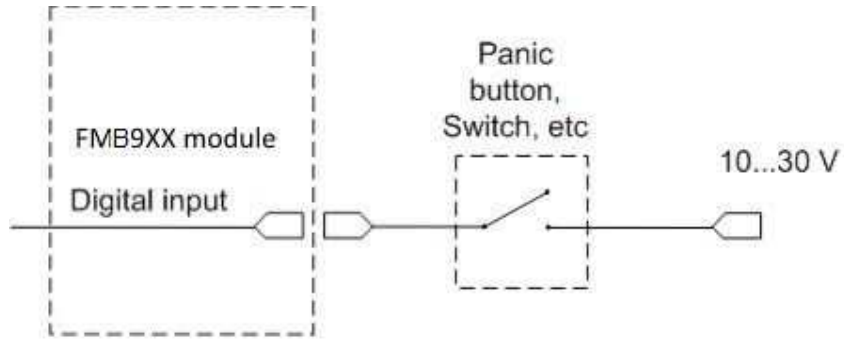 FMB9XX module
Digital input
Panic
button,
Switch, etc
10...30 V